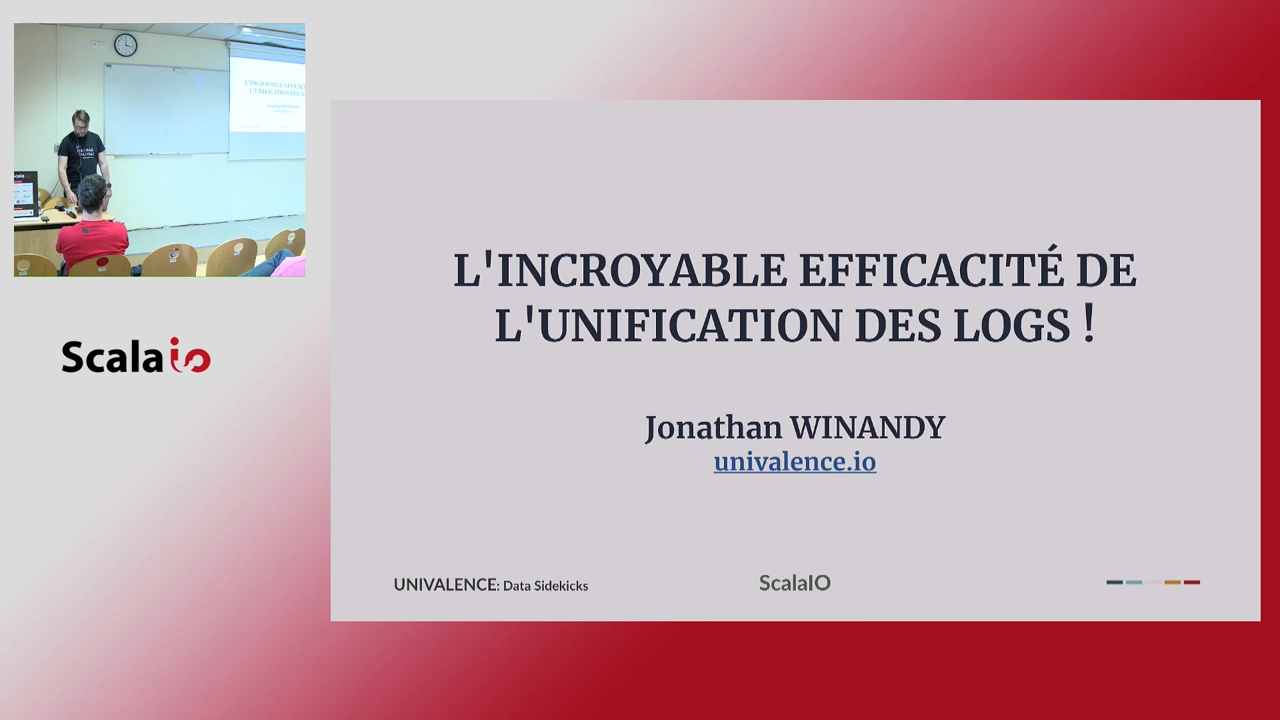 Scala io
L'INCROYABLE EFFICACITÉ DE
L'UNIFICATION DES LOGS !
Jonathan WINANDY
univalence.io
UNIVALENCE: Data Sidekicks
ScalaIO